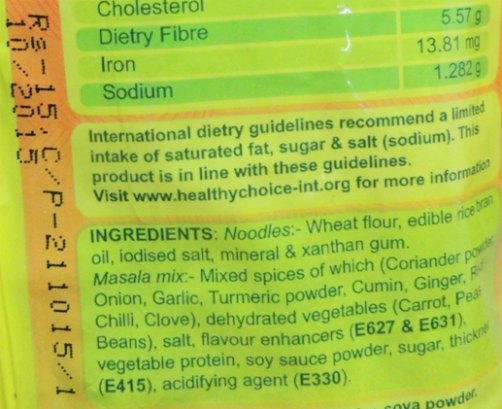 Cholesterol
Dietry Fibre 5.57 g
Iron 13.81 mg
Sodium 1.282 g
International dietry guidelines recommend a limited
intake of saturated fat, sugar & salt (sodium). This
product is in line with these guidelines.
Visit www.healthychoice-int.org for more information
INGREDIENTS: Noodles:- Wheat flour, edible rice bran
oil, iodised salt, mineral & xanthan gum.
Masala mix:- Mixed spices of which (Coriander powder
Onion, Garlic, Turmeric powder, Cumin, Ginger,
Chilli, Clove), dehydrated vegetables (Carrot, Peas
Beans), salt, flavour enhancers (E627 & E631),
vegetable protein, soy sauce powder, sugar,
(E415), acidifying agent (E330).
soya powder.
Rs-15:C/P-211015/1
10/2015